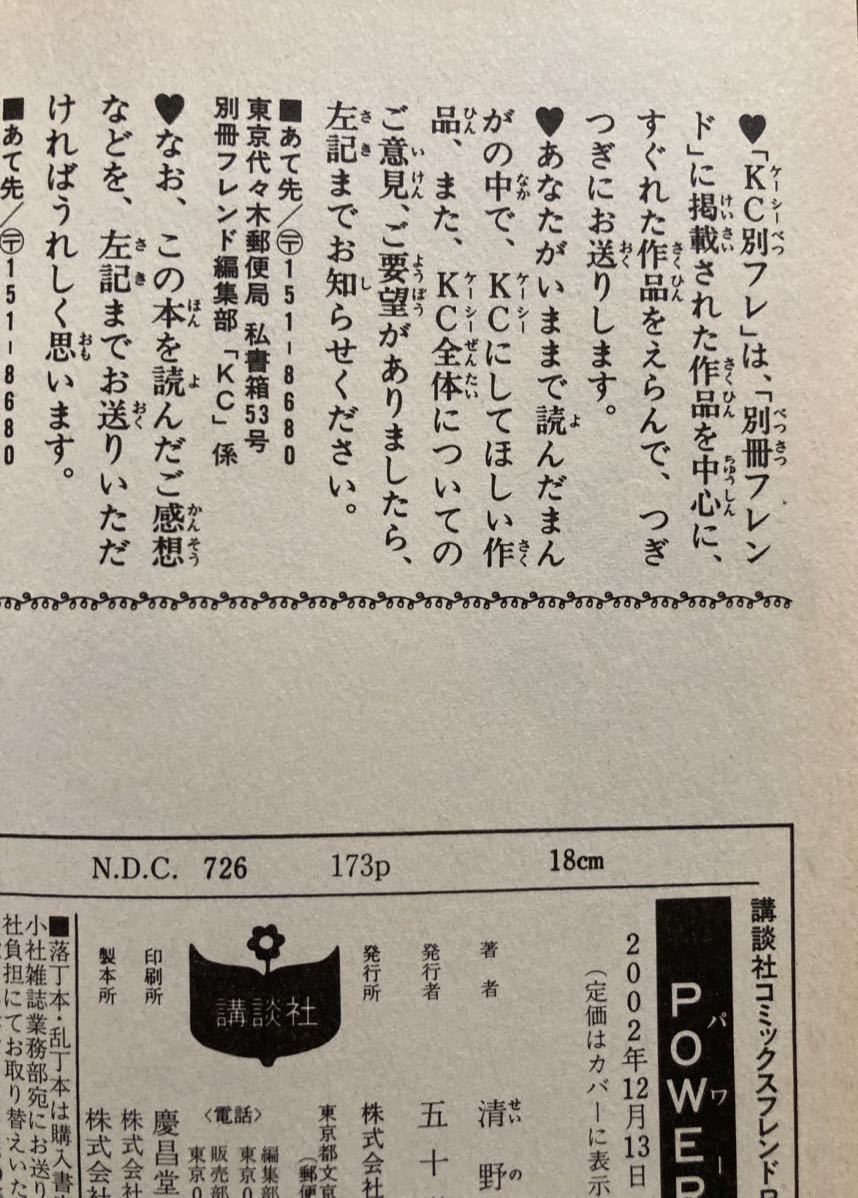 ♥「KC別フレ」は、「別冊フレン
ド」に掲載された作品を中心に、
すぐれた作品をえらんで、つぎ
つぎにお送りします。
♥あなたがいままで読んだまん
がの中で、KCにしてほしい作
品、また、KC全体についての
ご意見、ご要望がありましたら、
左記までお知らせください。
■あて先／〒151-8680
東京代々木郵便局 私書箱53号
別冊フレンド編集部「KC」係
♥なお、この本を読んだご感想
などを、左記までお送りいただ
ければうれしく思います。
■あて先／〒151-8680
N.D.C. 726 173p 18cm
講談社コミックスフレンド
POWER
パワー
2002年12月13日
(定価はカバーに表示
著者 清野
せいの
発行者 五十
発行所 株式会社
東京都文京
(郵便
講談社
〈電話〉
編集部
東京0
販売部
東京0
印刷所 慶昌堂
株式会社
製本所 株式会社
■落丁本・乱丁本は購入書
小社雑誌業務部宛にお送り
社負担にてお取り替えいた